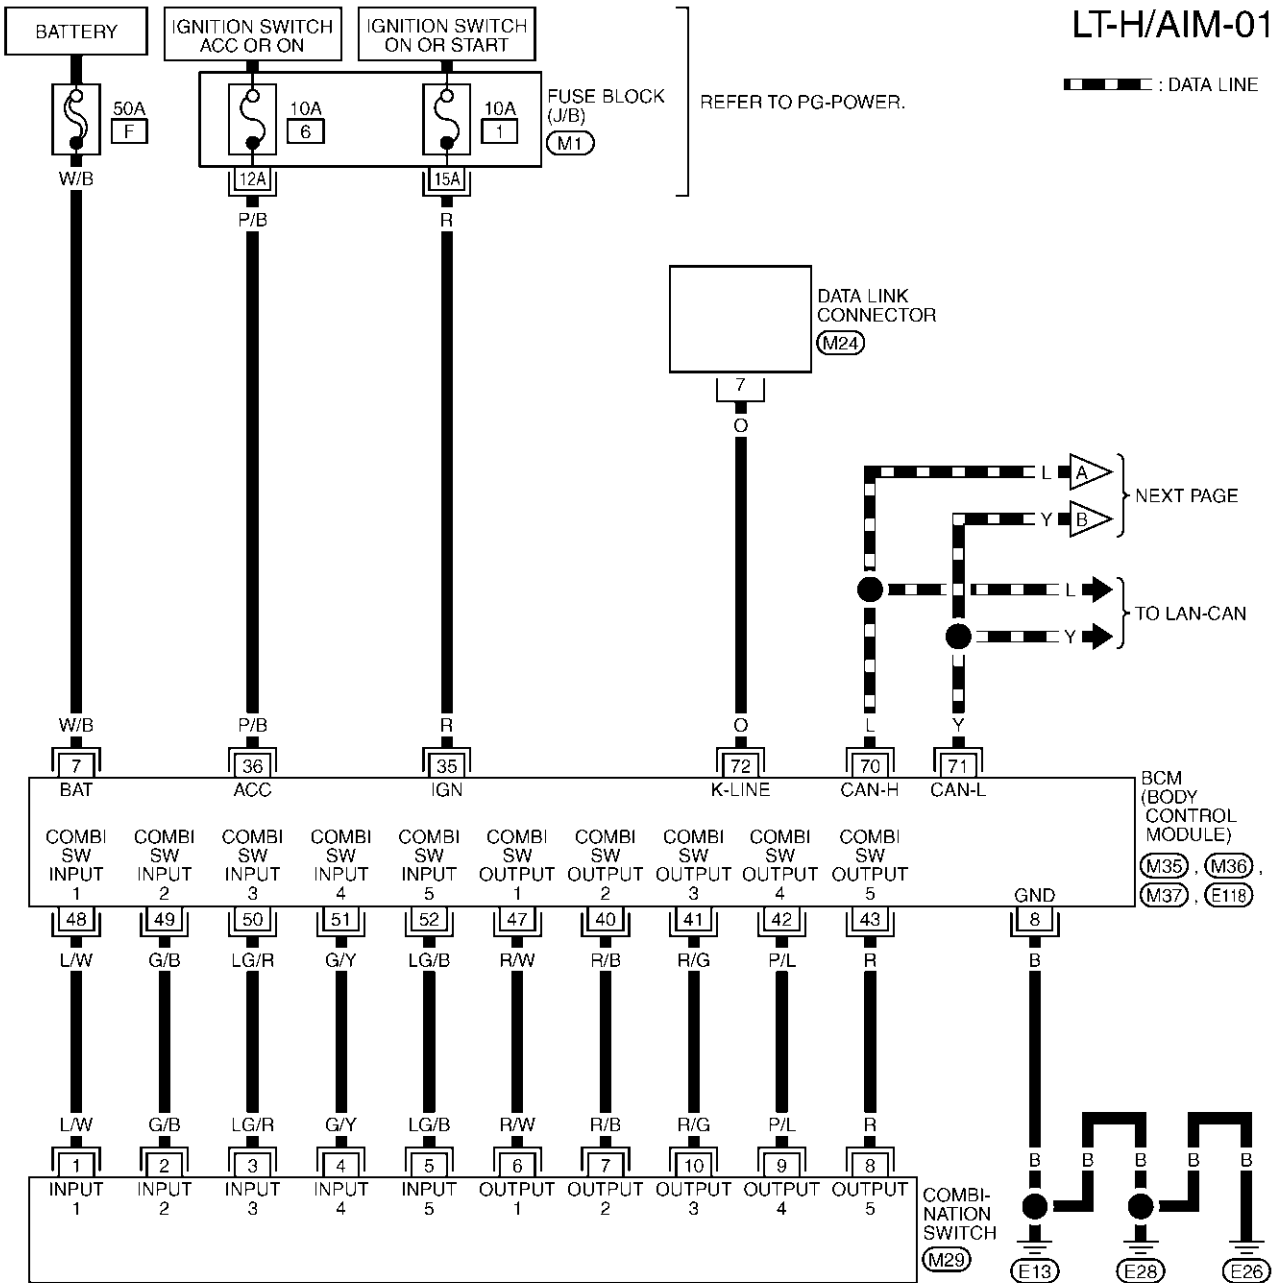 LT-H/AIM-01
BATTERY
IGNITION SWITCH
ACC OR ON
IGNITION SWITCH
ON OR START
: DATA LINE
50A
F
10A
6
10A
1
FUSE BLOCK
(J/B)
M1
REFER TO PG-POWER.
12A
15A
W/B
P/B
R
DATA LINK
CONNECTOR
M24
7
O
L
A
Y
B
NEXT PAGE
L
Y
TO LAN-CAN
W/B
P/B
R
O
L
Y
7
36
35
72
70
71
BAT
ACC
IGN
K-LINE
CAN-H
CAN-L
BCM
(BODY
CONTROL
MODULE)
M35 , M36 ,
M37 , E118
COMBI
SW
INPUT
1
COMBI
SW
INPUT
2
COMBI
SW
INPUT
3
COMBI
SW
INPUT
4
COMBI
SW
INPUT
5
COMBI
SW
OUTPUT
1
COMBI
SW
OUTPUT
2
COMBI
SW
OUTPUT
3
COMBI
SW
OUTPUT
4
COMBI
SW
OUTPUT
5
GND
48
49
50
51
52
47
40
41
42
43
8
L/W
G/B
LG/R
G/Y
LG/B
R/W
R/B
R/G
P/L
R
B
L/W
G/B
LG/R
G/Y
LG/B
R/W
R/B
R/G
P/L
R
B
B
B
B
B
1
2
3
4
5
6
7
10
9
8
INPUT
1
INPUT
2
INPUT
3
INPUT
4
INPUT
5
OUTPUT
1
OUTPUT
2
OUTPUT
3
OUTPUT
4
OUTPUT
5
COMBI-
NATION
SWITCH
M29
E13
E28
E26